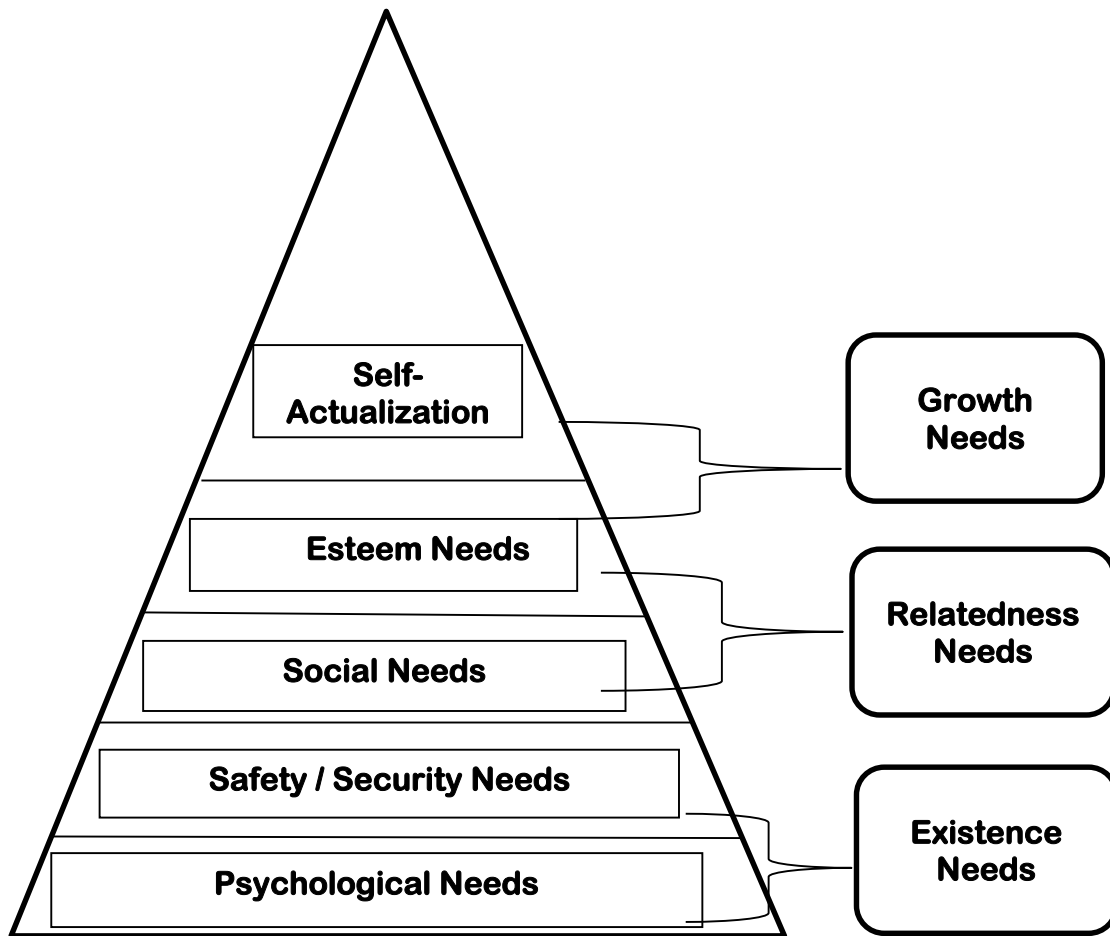 Self-
Actualization
Growth
Needs
Esteem Needs
Relatedness
Needs
Social Needs
Safety / Security Needs
Existence
Needs
Psychological Needs